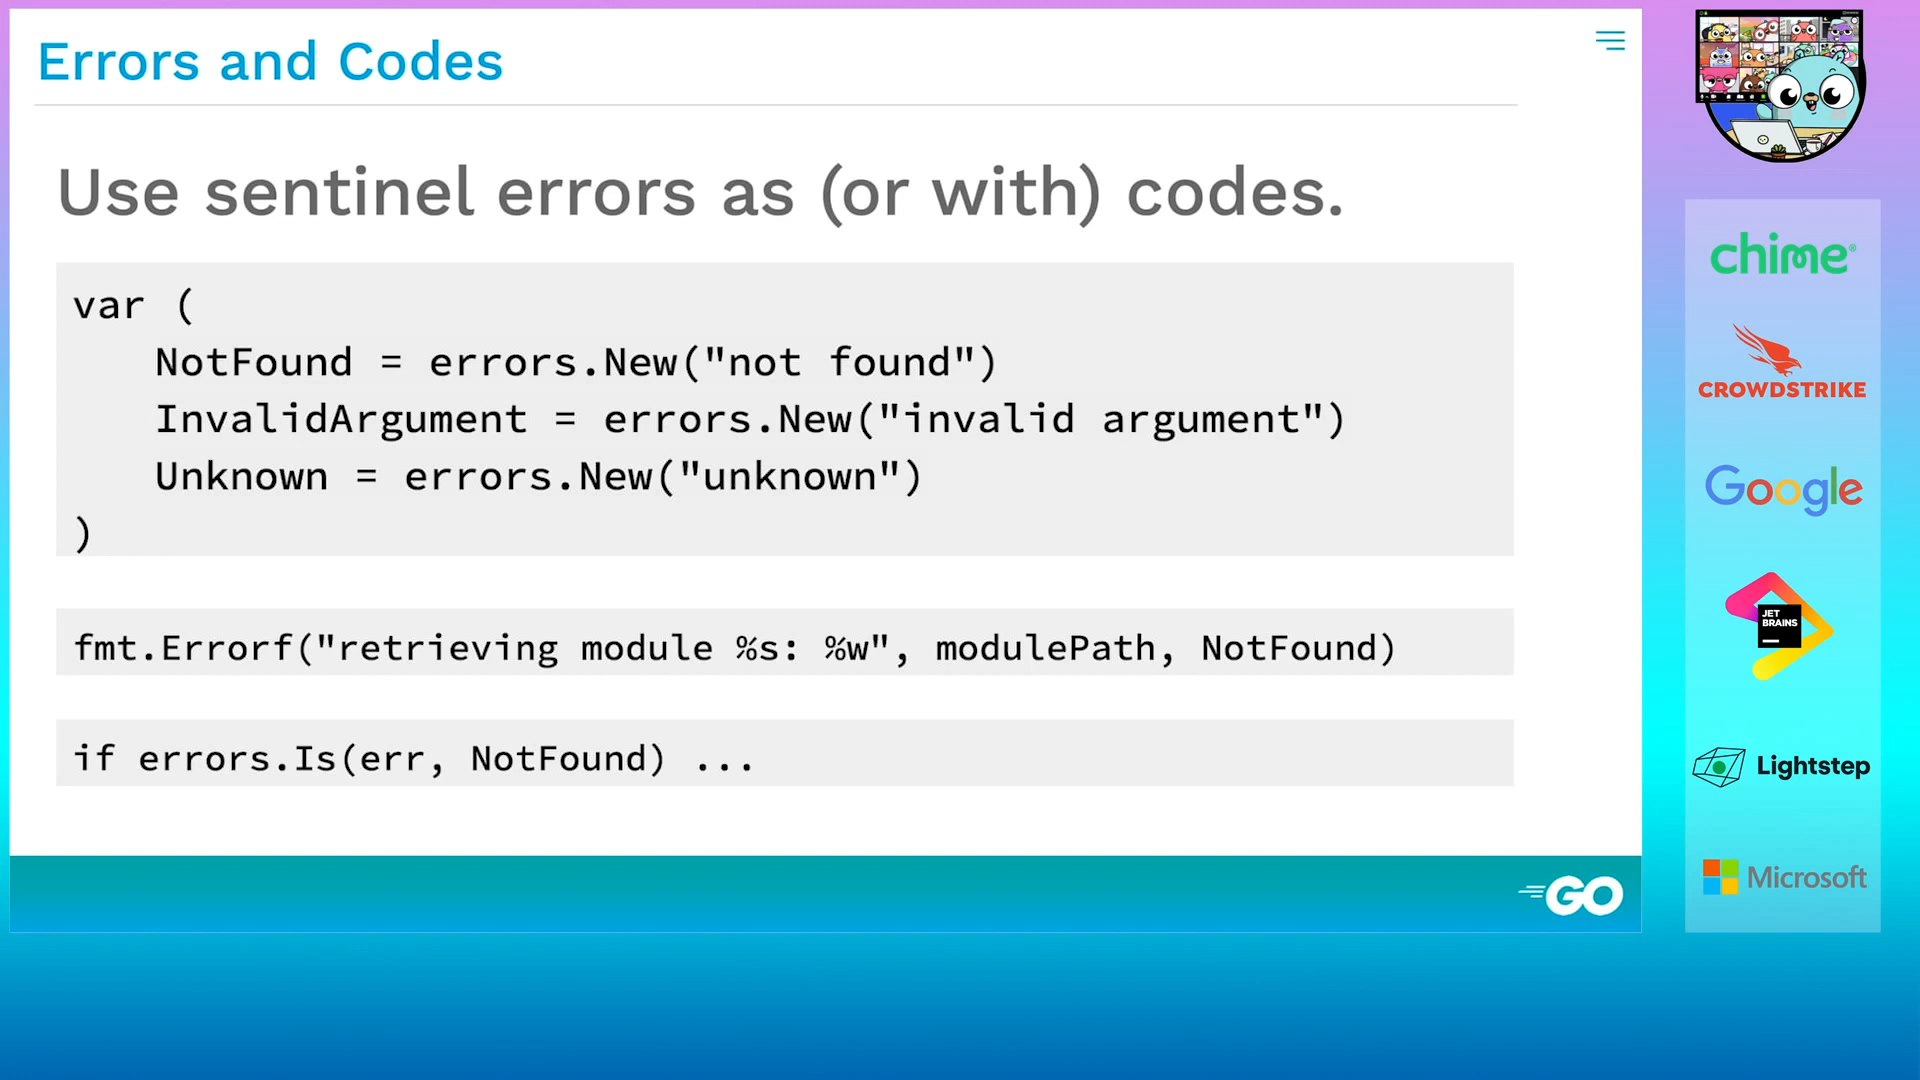 Errors and Codes
Use sentinel errors as (or with) codes.
var (
    NotFound = errors.New("not found")
    InvalidArgument = errors.New("invalid argument")
    Unknown = errors.New("unknown")
)
fmt.Errorf("retrieving module %s: %w", modulePath, NotFound)
if errors.Is(err, NotFound) ...
GO
chime
CROWDSTRIKE
Google
JET
BRAINS
Lightstep
Microsoft